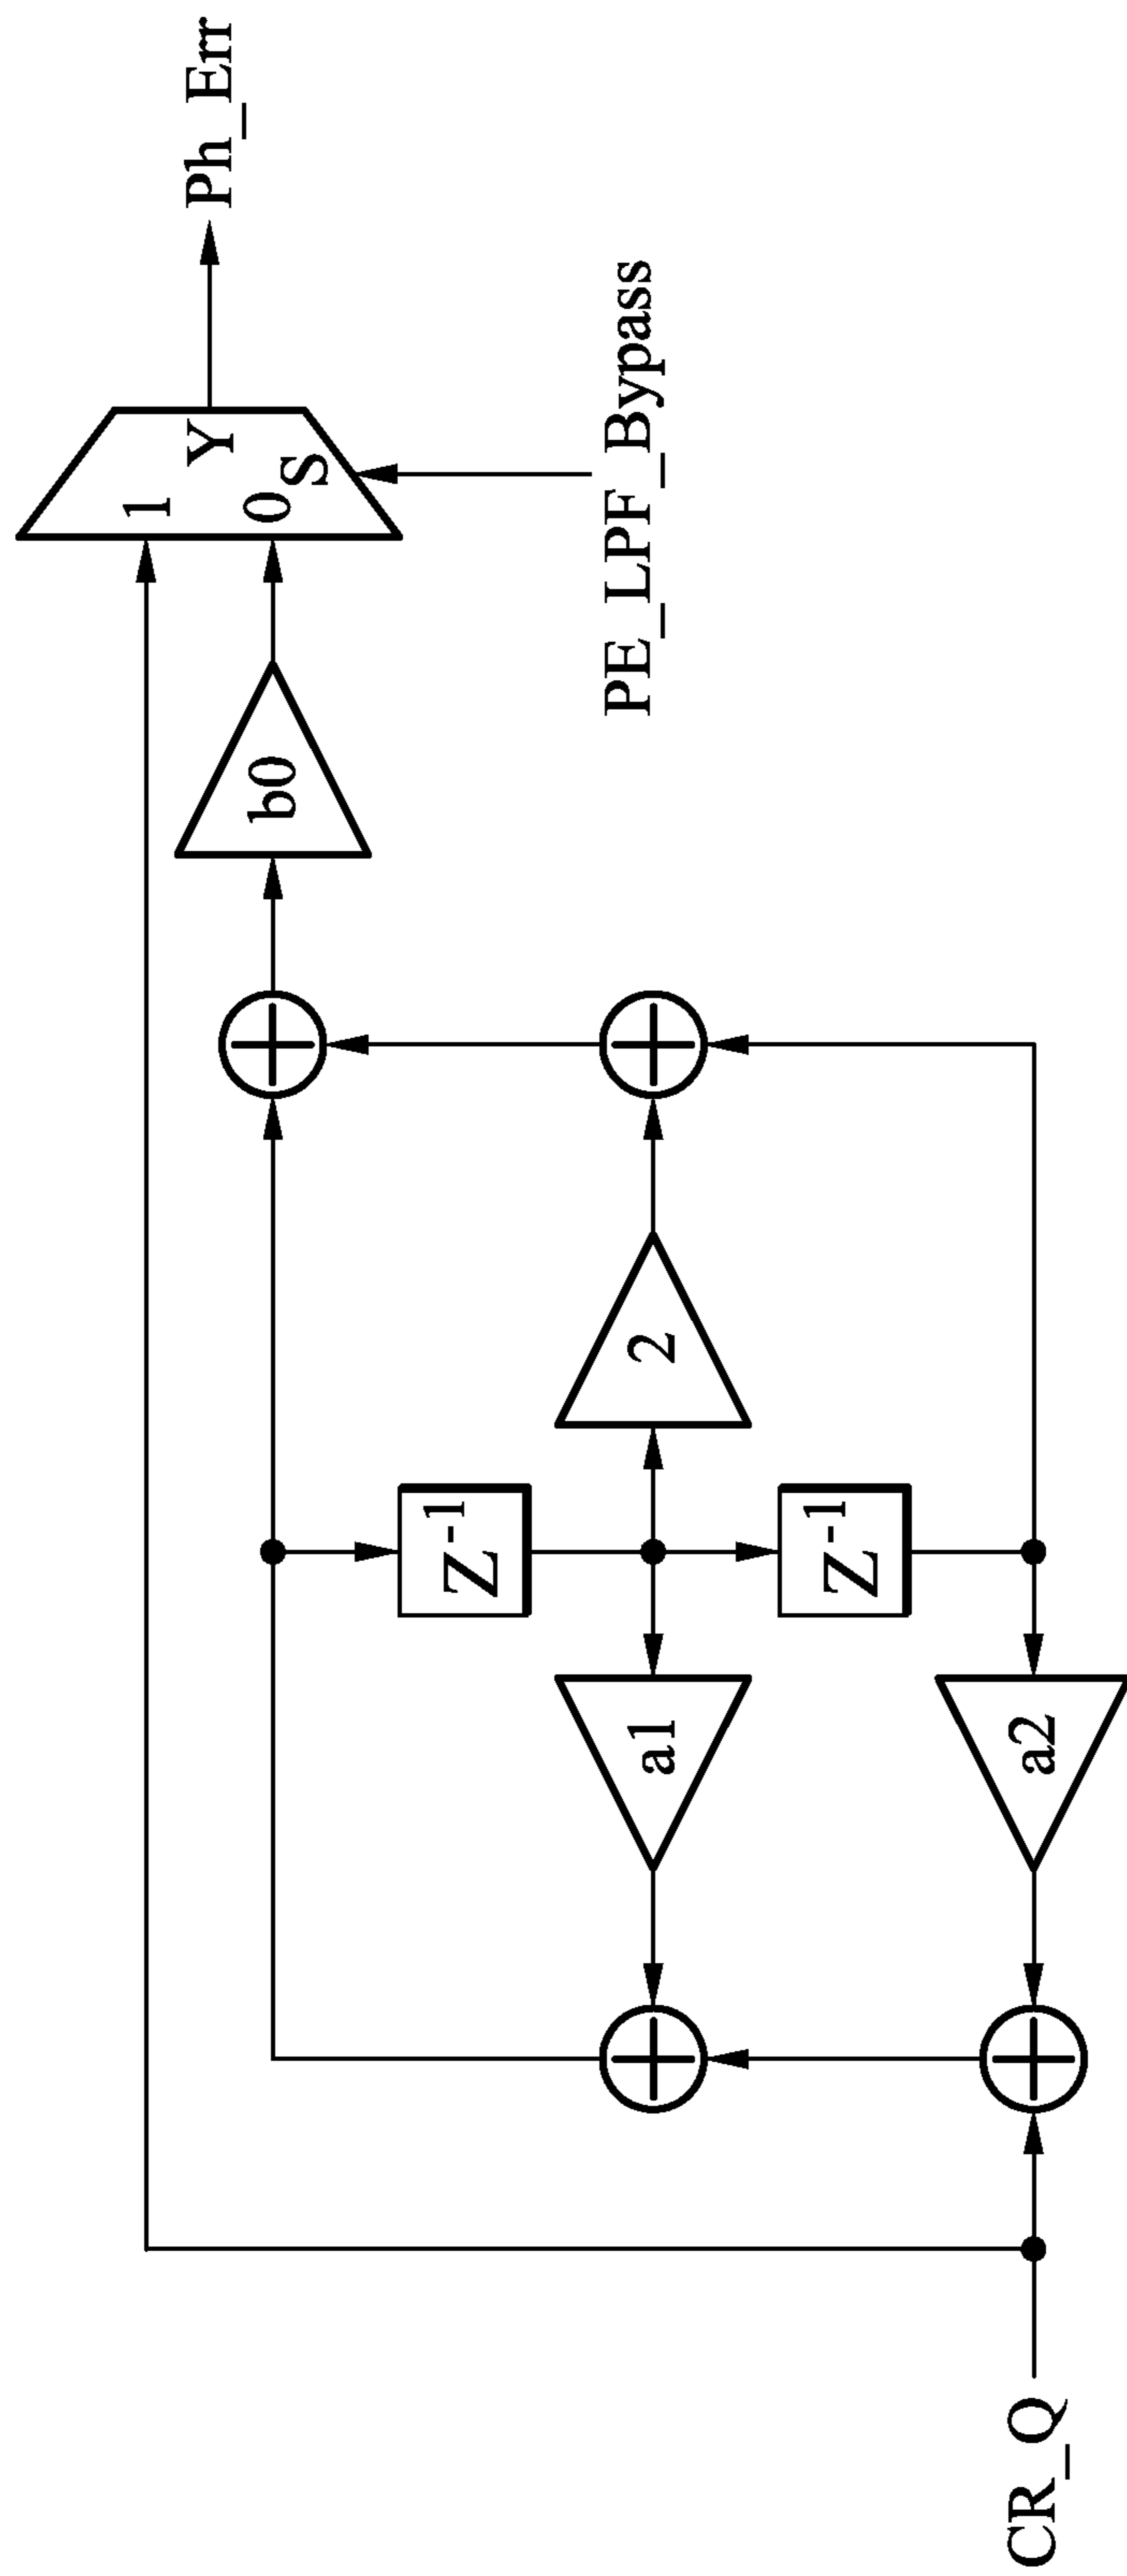 Ph_Err
1
Y
0
S
PE_LPF_Bypass
b0
2
Z-1
Z-1
a1
a2
CR_Q